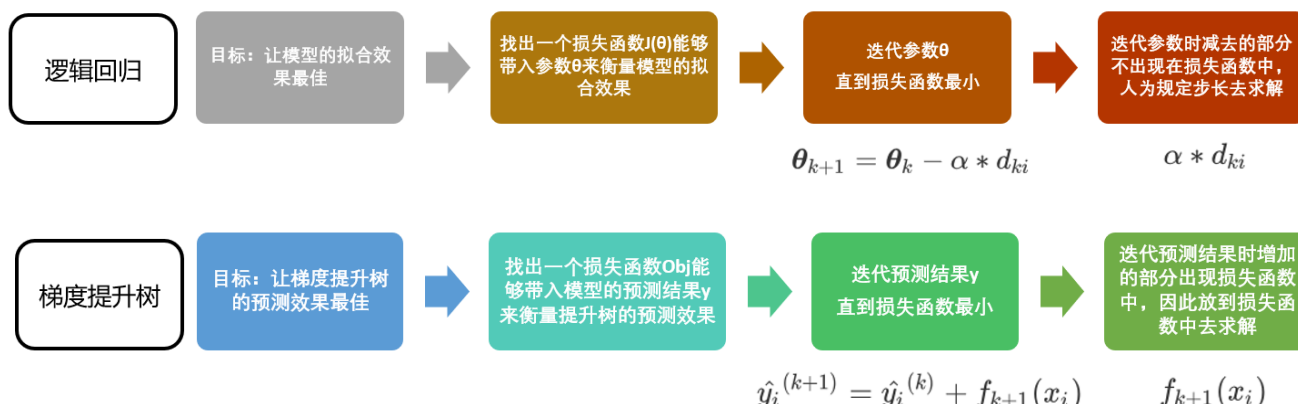 逻辑回归
目标：让模型的拟合效
果最佳
找出一个损失函数J(θ)能够
带入参数θ来衡量模型的拟
合效果
迭代参数θ
直到损失函数最小
迭代参数时减去的部分
不出现在损失函数中，
人为规定步长去求解
θₖ₊₁ = θₖ − α * dₖᵢ
α * dₖᵢ
梯度提升树
目标：让梯度提升树
的预测效果最佳
找出一个损失函数Obj能
够带入模型的预测结果y
来衡量提升树的预测效果
迭代预测结果y
直到损失函数最小
迭代预测结果时增加
的部分出现损失函数
中，因此放到损失函
数中去求解
ŷᵢ⁽ᵏ⁺¹⁾ = ŷᵢ⁽ᵏ⁾ + fₖ₊₁(xᵢ)
fₖ₊₁(xᵢ)